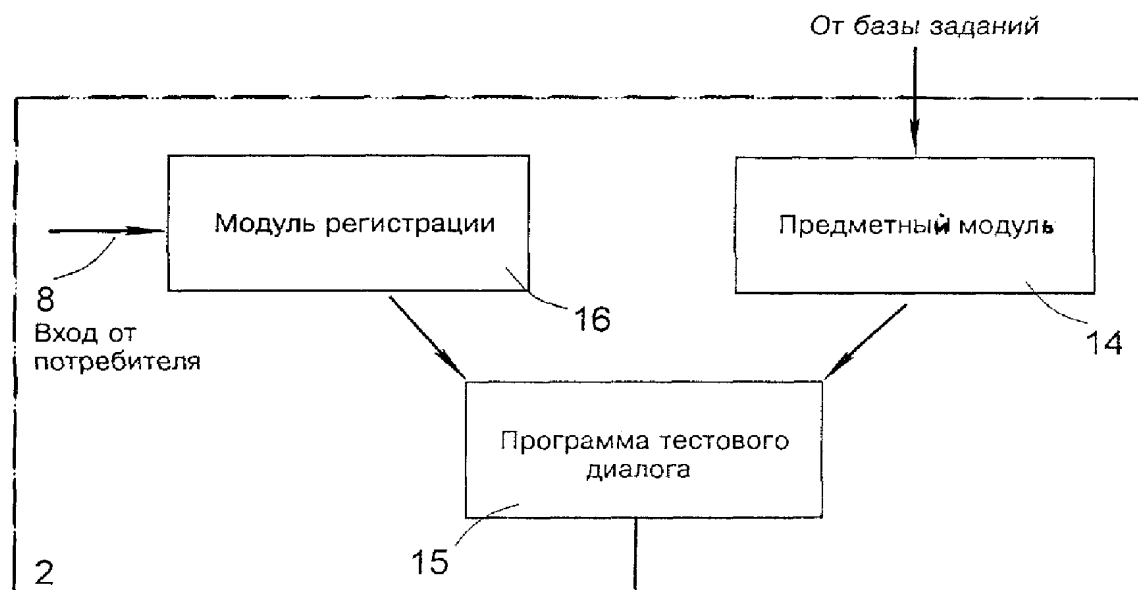 От базы заданий
Модуль регистрации
Предметный модуль
8
Вход от
потребителя
16
14
Программа тестового
диалога
15
2